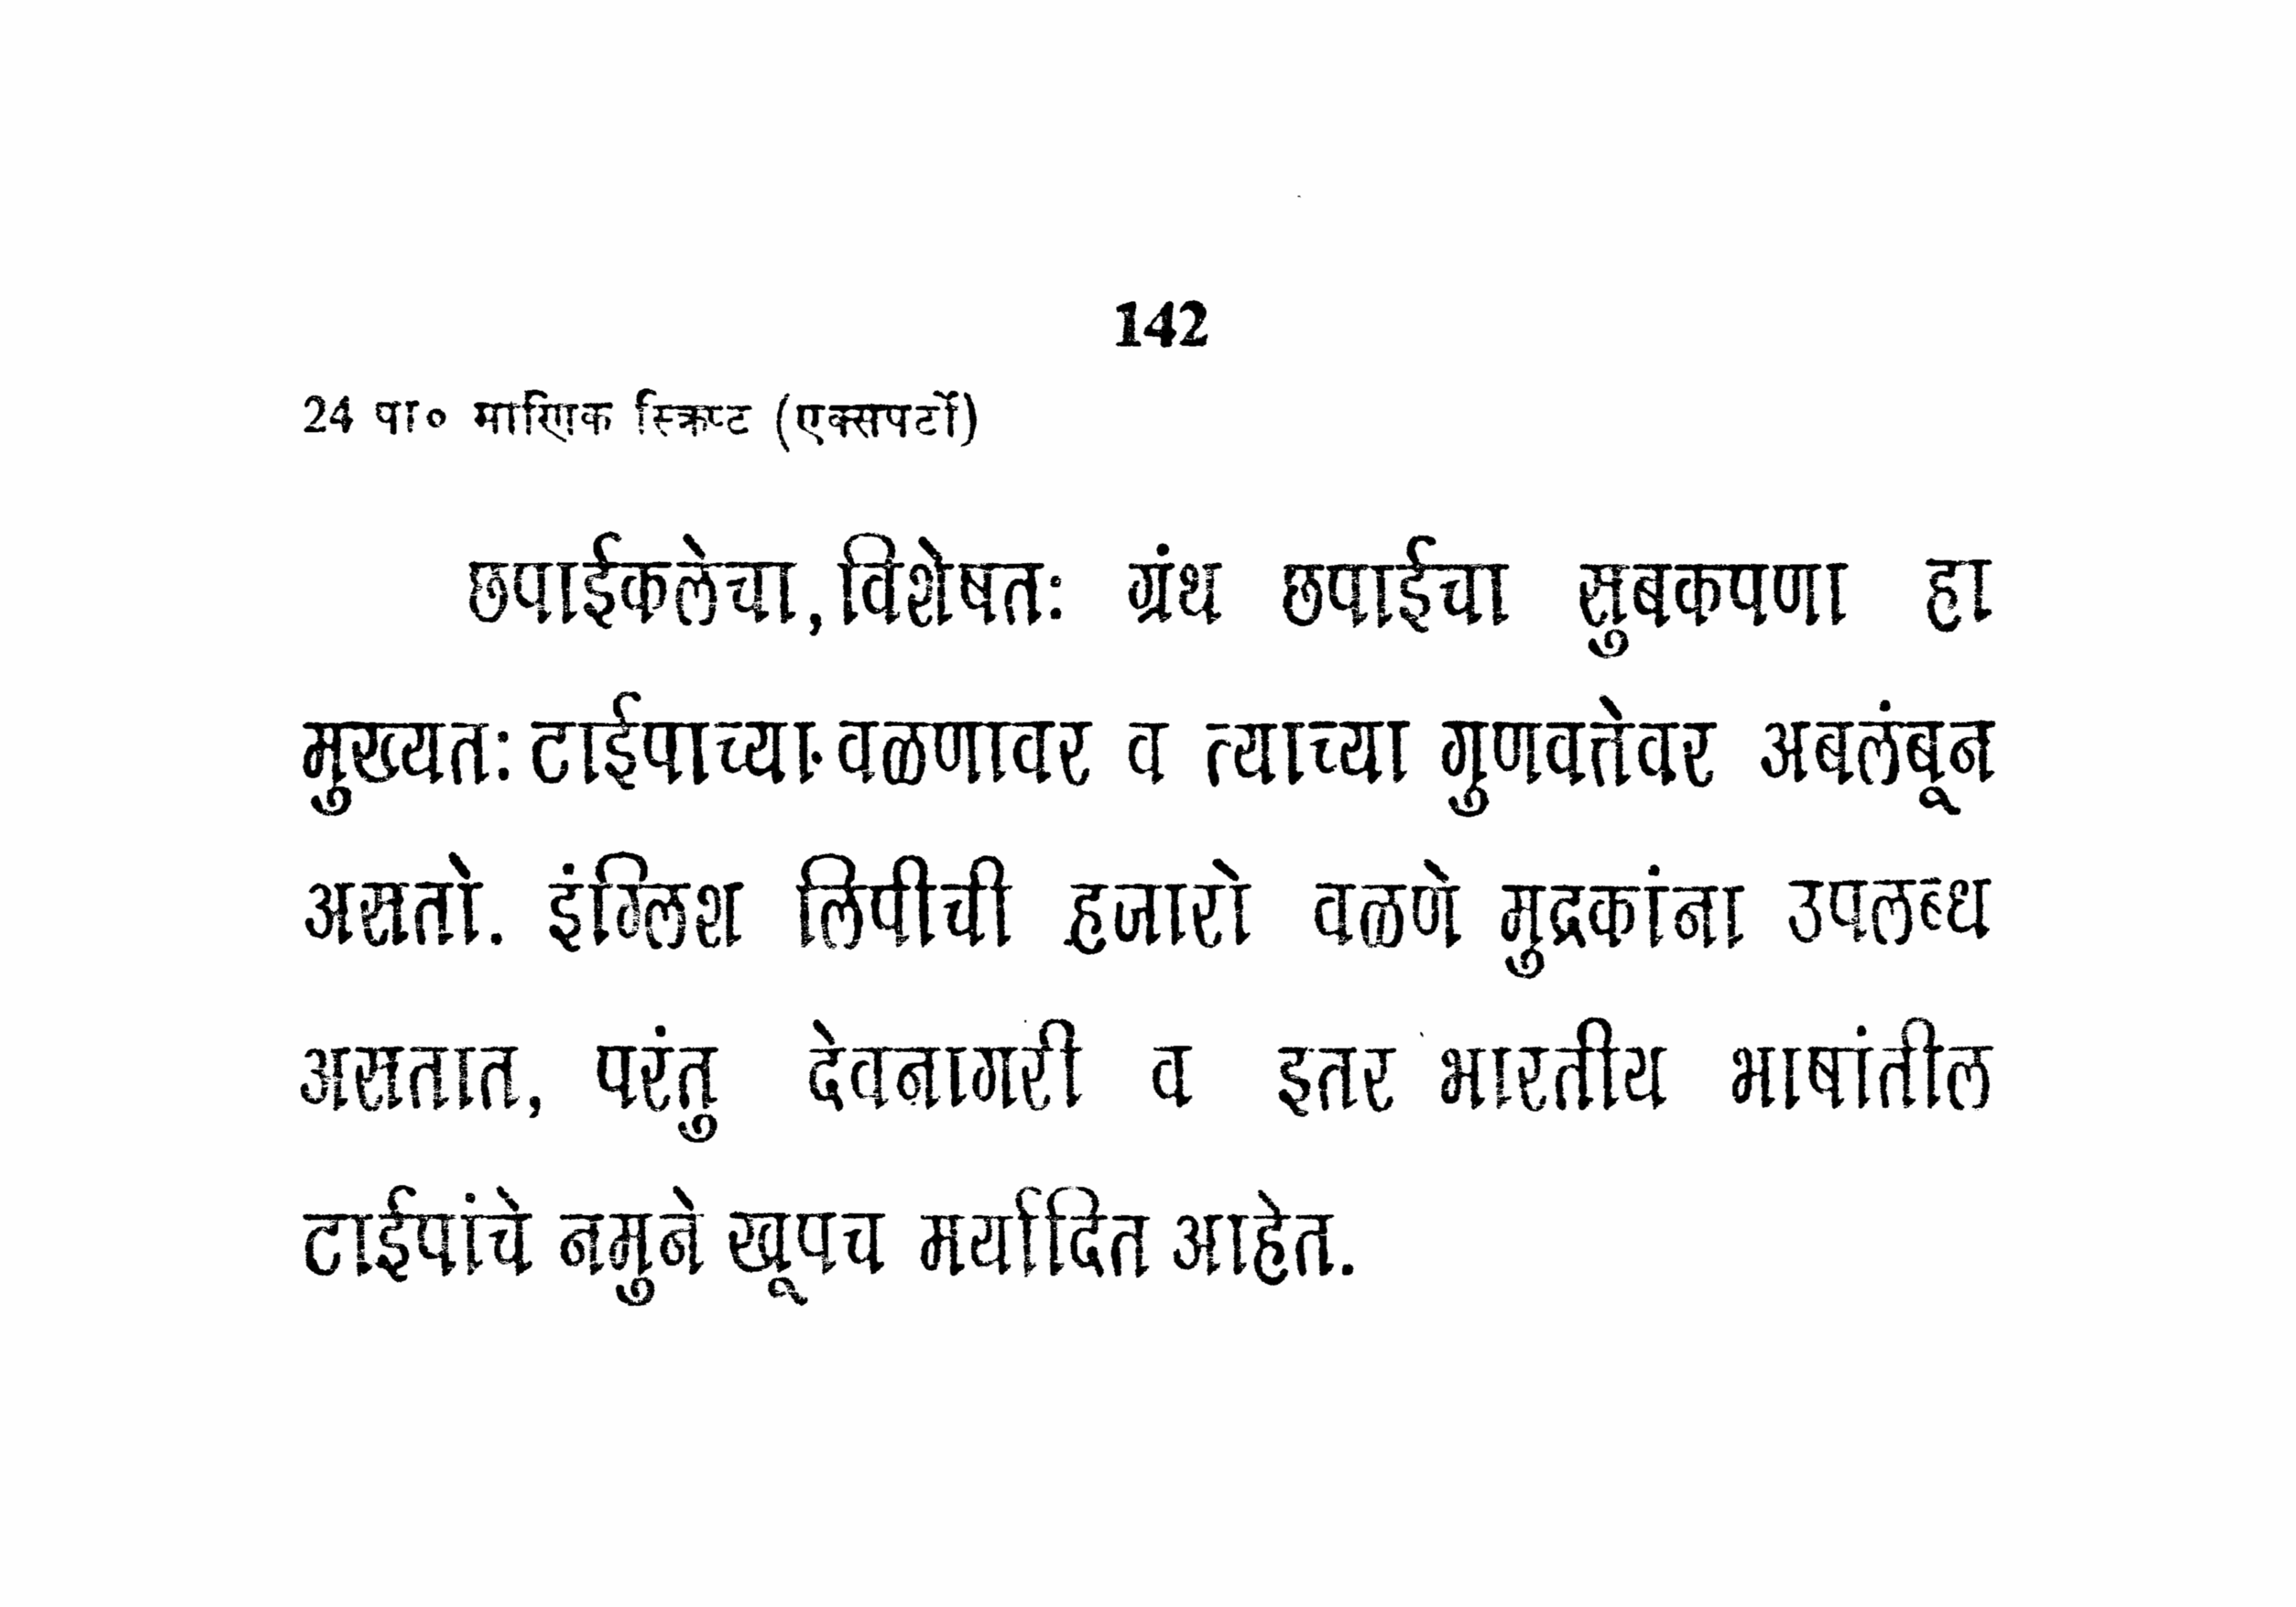 142
24 पा० माणिक स्क्रिप्ट (एक्सपर्टो)
छपाईकलेचा, विशेषतः ग्रंथ छपाईचा सुबकपणा हा
मुख्यतः टाईपाच्या वळणावर व त्याच्या गुणवत्तेवर अबलंबून
असतो. इंग्लिश लिपीची हजारो वळणे मुद्रकांना उपलब्ध
असतात, परंतु देवनागरी व इतर भारतीय भाषांतील
टाईपांचे नमुने खूपच मर्यादित आहेत.